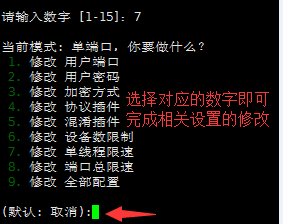 请输入数字 [1-15]：7
当前模式: 单端口, 你要做什么？
1. 修改 用户端口
2. 修改 用户密码
3. 修改 加密方式
4. 修改 协议插件
5. 修改 混淆插件
6. 修改 设备数限制
7. 修改 单线程限速
8. 修改 端口总限速
9. 修改 全部配置
选择对应的数字即可
完成相关设置的修改
(默认: 取消):